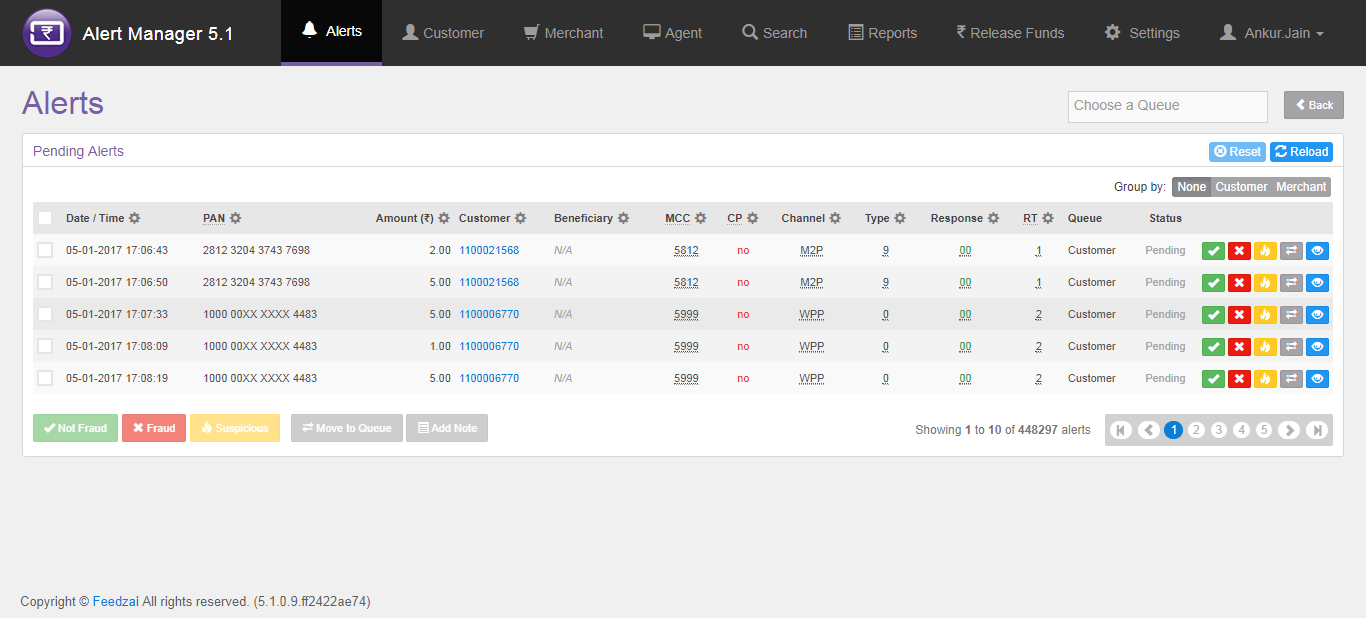 Alert Manager 5.1 Alerts Customer Merchant Agent Search Reports ₹ Release Funds Settings Ankur.Jain
Alerts Choose a Queue Back
Pending Alerts Reset Reload
Group by: None Customer Merchant
Date / Time PAN Amount (₹) Customer Beneficiary MCC CP Channel Type Response RT Queue Status
05-01-2017 17:06:43 2812 3204 3743 7698 2.00 1100021568 N/A 5812 no M2P 9 00 1 Customer Pending
05-01-2017 17:06:50 2812 3204 3743 7698 5.00 1100021568 N/A 5812 no M2P 9 00 1 Customer Pending
05-01-2017 17:07:33 1000 00XX XXXX 4483 5.00 1100006770 N/A 5999 no WPP 0 00 2 Customer Pending
05-01-2017 17:08:09 1000 00XX XXXX 4483 1.00 1100006770 N/A 5999 no WPP 0 00 2 Customer Pending
05-01-2017 17:08:19 1000 00XX XXXX 4483 5.00 1100006770 N/A 5999 no WPP 0 00 2 Customer Pending
Not Fraud Fraud Suspicious Move to Queue Add Note Showing 1 to 10 of 448297 alerts 1 2 3 4 5
Copyright © Feedzai All rights reserved. (5.1.0.9.ff2422ae74)